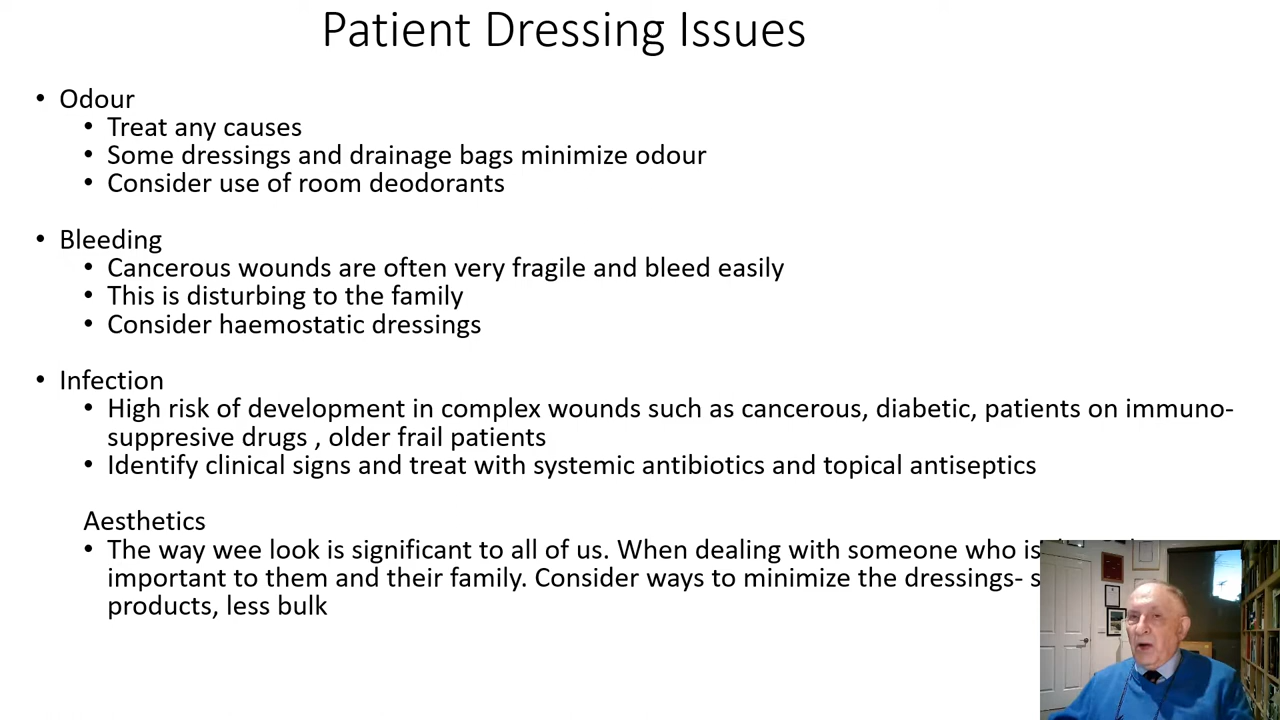 Patient Dressing Issues
• Odour
• Treat any causes
• Some dressings and drainage bags minimize odour
• Consider use of room deodorants
• Bleeding
• Cancerous wounds are often very fragile and bleed easily
• This is disturbing to the family
• Consider haemostatic dressings
• Infection
• High risk of development in complex wounds such as cancerous, diabetic, patients on immuno-
suppresive drugs , older frail patients
• Identify clinical signs and treat with systemic antibiotics and topical antiseptics
Aesthetics
• The way wee look is significant to all of us. When dealing with someone who is
important to them and their family. Consider ways to minimize the dressings-
products, less bulk